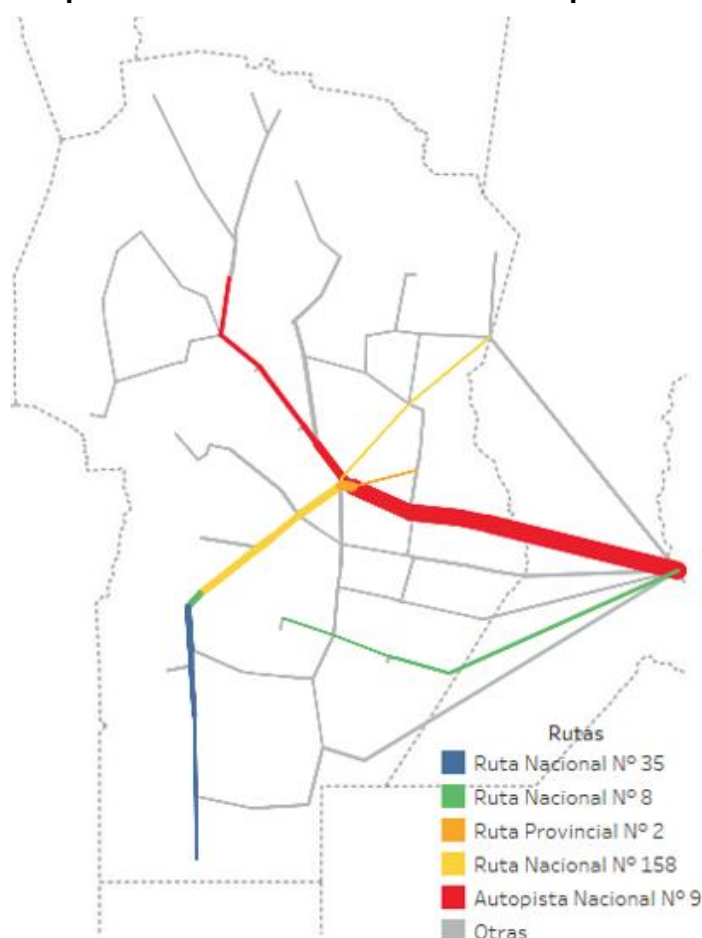 Rutas
Ruta Nacional Nº 35
Ruta Nacional Nº 8
Ruta Provincial Nº 2
Ruta Nacional Nº 158
Autopista Nacional Nº 9
Otras